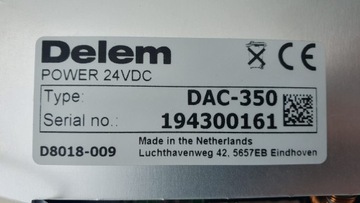 Delem
POWER 24VDC
Type: DAC-350
Serial no.: 194300161
D8018-009
Made in the Netherlands
Luchthavenweg 42, 5657EB Eindhoven